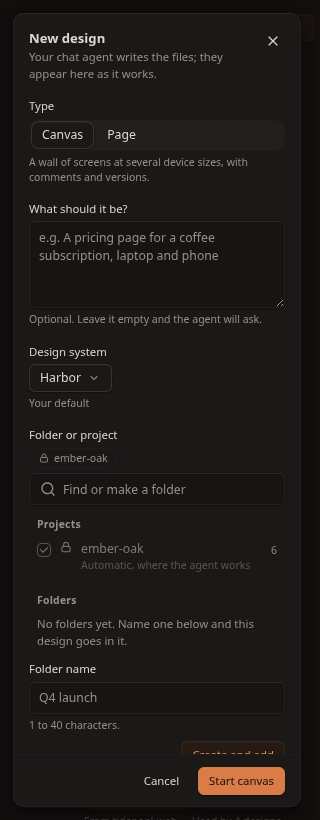 New design
Your chat agent writes the files; they
appear here as it works.
Type
Canvas
Page
A wall of screens at several device sizes, with
comments and versions.
What should it be?
e.g. A pricing page for a coffee
subscription, laptop and phone
Optional. Leave it empty and the agent will ask.
Design system
Harbor
Your default
Folder or project
ember-oak
Find or make a folder
Projects
ember-oak
6
Automatic, where the agent works
Folders
No folders yet. Name one below and this
design goes in it.
Folder name
Q4 launch
1 to 40 characters.
Create and add
Cancel
Start canvas